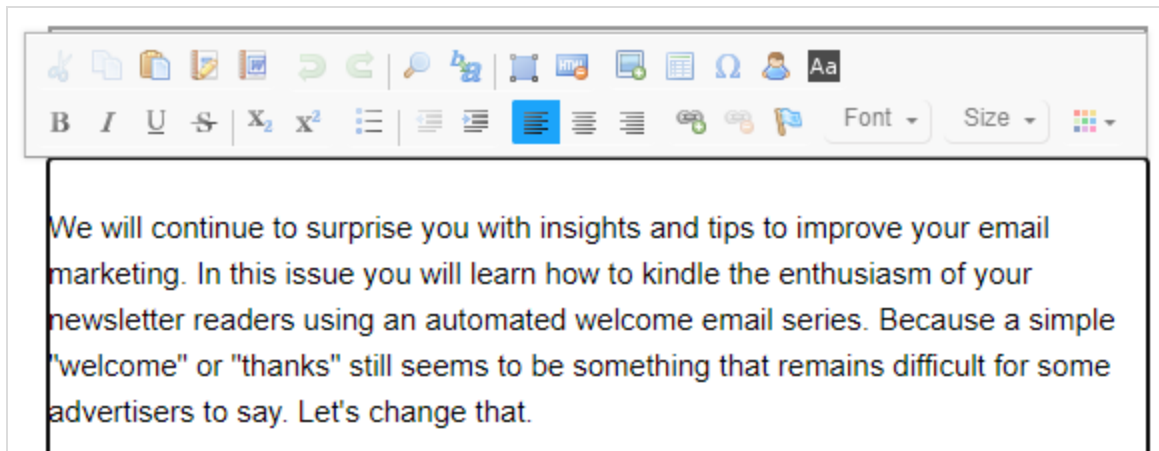 Aa
B I U S X₂ X² Font Size
We will continue to surprise you with insights and tips to improve your email
marketing. In this issue you will learn how to kindle the enthusiasm of your
newsletter readers using an automated welcome email series. Because a simple
"welcome" or "thanks" still seems to be something that remains difficult for some
advertisers to say. Let's change that.